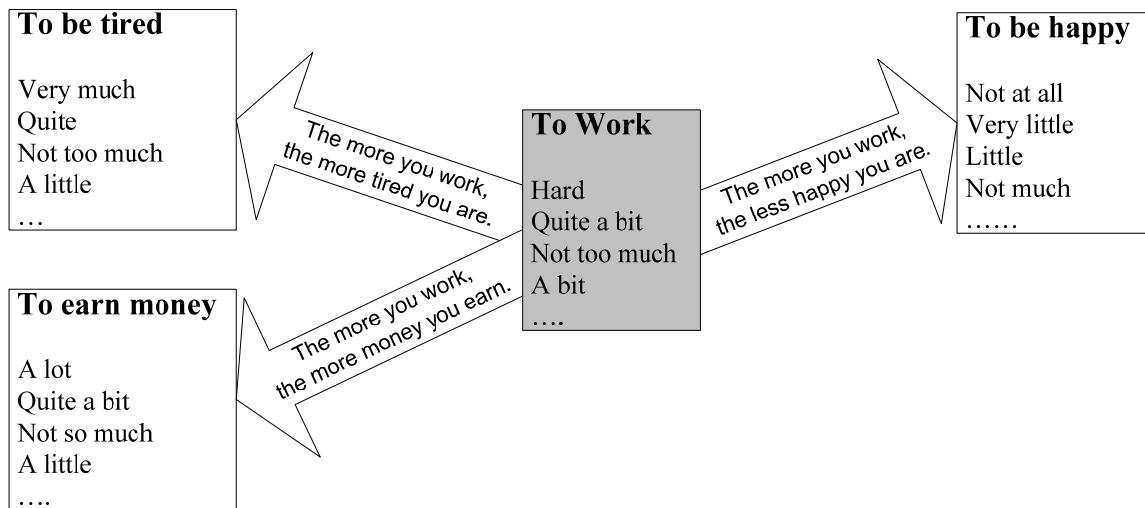 To be tired
Very much
Quite
Not too much
A little
…
The more you work,
the more tired you are.
To Work
Hard
Quite a bit
Not too much
A bit
….
The more you work,
the less happy you are.
To be happy
Not at all
Very little
Little
Not much
……
To earn money
A lot
Quite a bit
Not so much
A little
….
The more you work,
the more money you earn.